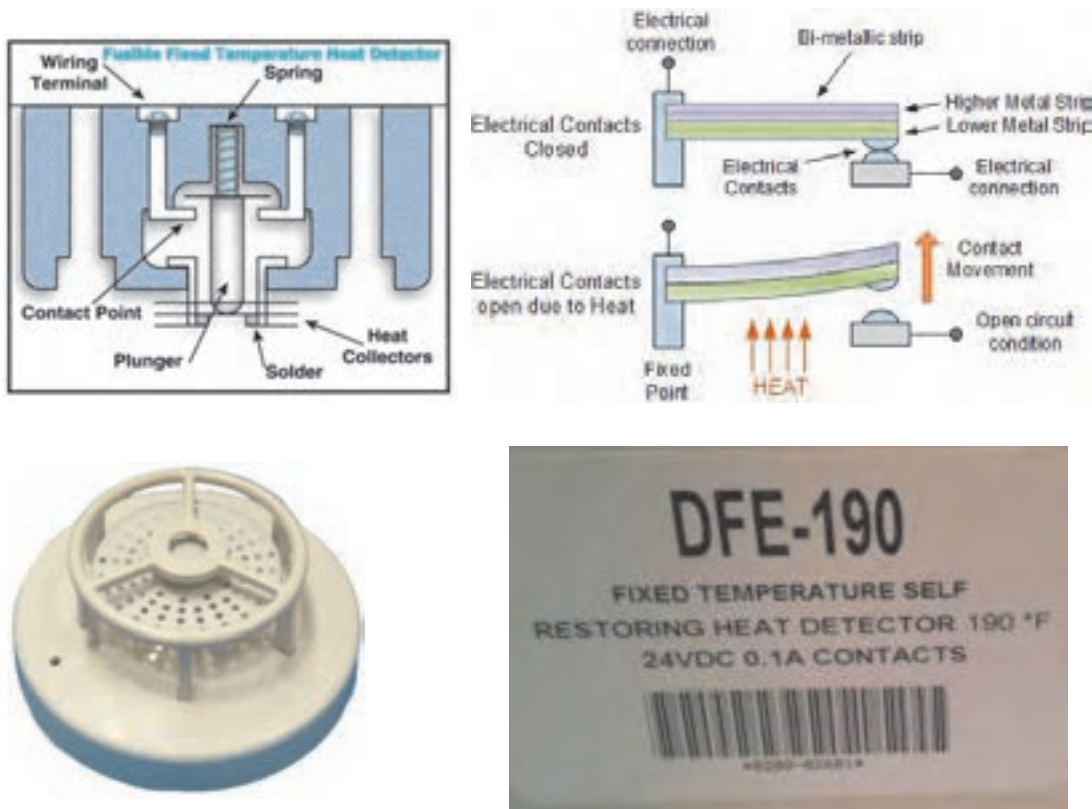 Fusible Fixed Temperature Heat Detector
Wiring
Terminal
Spring
Contact Point
Plunger
Solder
Heat
Collectors
Electrical
connection
Bi-metallic strip
Electrical Contacts
Closed
Higher Metal Strip
Lower Metal Strip
Electrical
Contacts
Electrical
connection
Electrical Contacts
open due to Heat
Contact
Movement
Fixed
Point
HEAT
Open circuit
condition
DFE-190
FIXED TEMPERATURE SELF
RESTORING HEAT DETECTOR 190 °F
24VDC 0.1A CONTACTS